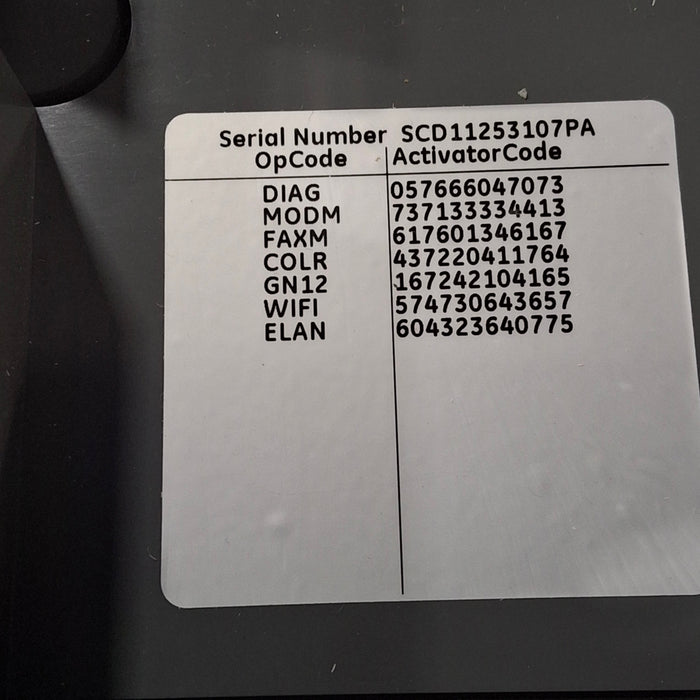 Serial Number SCD11253107PA
OpCode ActivatorCode
DIAG 057666047073
MODM 737133334413
FAXM 617601346167
COLR 437220411764
GN12 167242104165
WIFI 574730643657
ELAN 604323640775